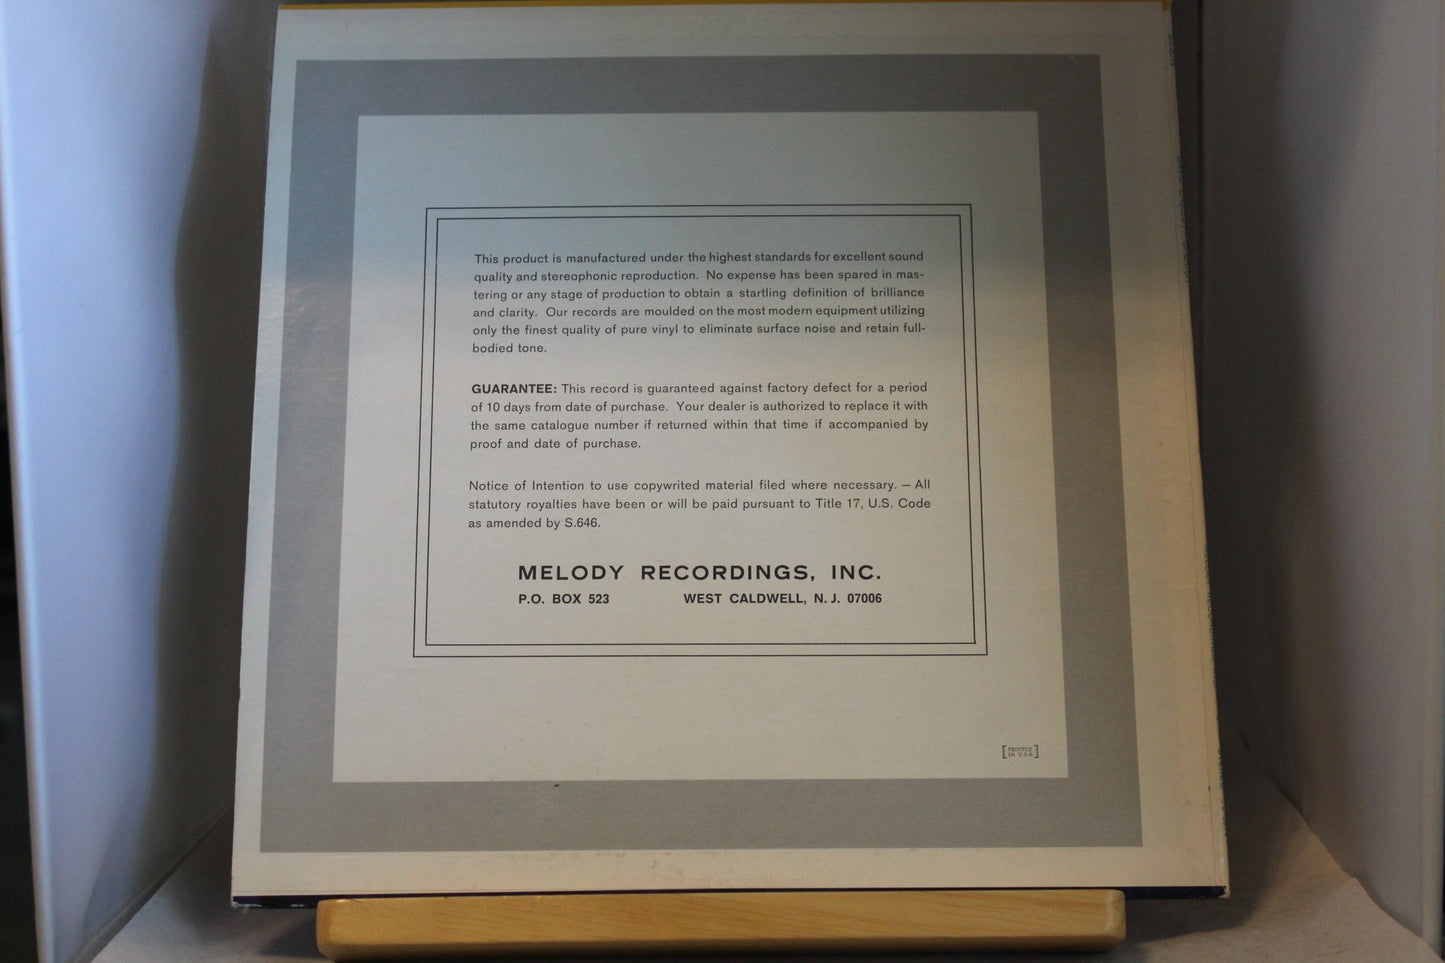 This product is manufactured under the highest standards for excellent sound
quality and stereophonic reproduction. No expense has been spared in mas-
tering or any stage of production to obtain a startling definition of brilliance
and clarity. Our records are moulded on the most modern equipment utilizing
only the finest quality of pure vinyl to eliminate surface noise and retain full-
bodied tone.
GUARANTEE: This record is guaranteed against factory defect for a period
of 10 days from date of purchase. Your dealer is authorized to replace it with
the same catalogue number if returned within that time if accompanied by
proof and date of purchase.
Notice of Intention to use copywrited material filed where necessary. — All
statutory royalties have been or will be paid pursuant to Title 17, U.S. Code
as amended by S.646.
MELODY RECORDINGS, INC.
P.O. BOX 523 WEST CALDWELL, N. J. 07006
PRINTED
IN U.S.A.